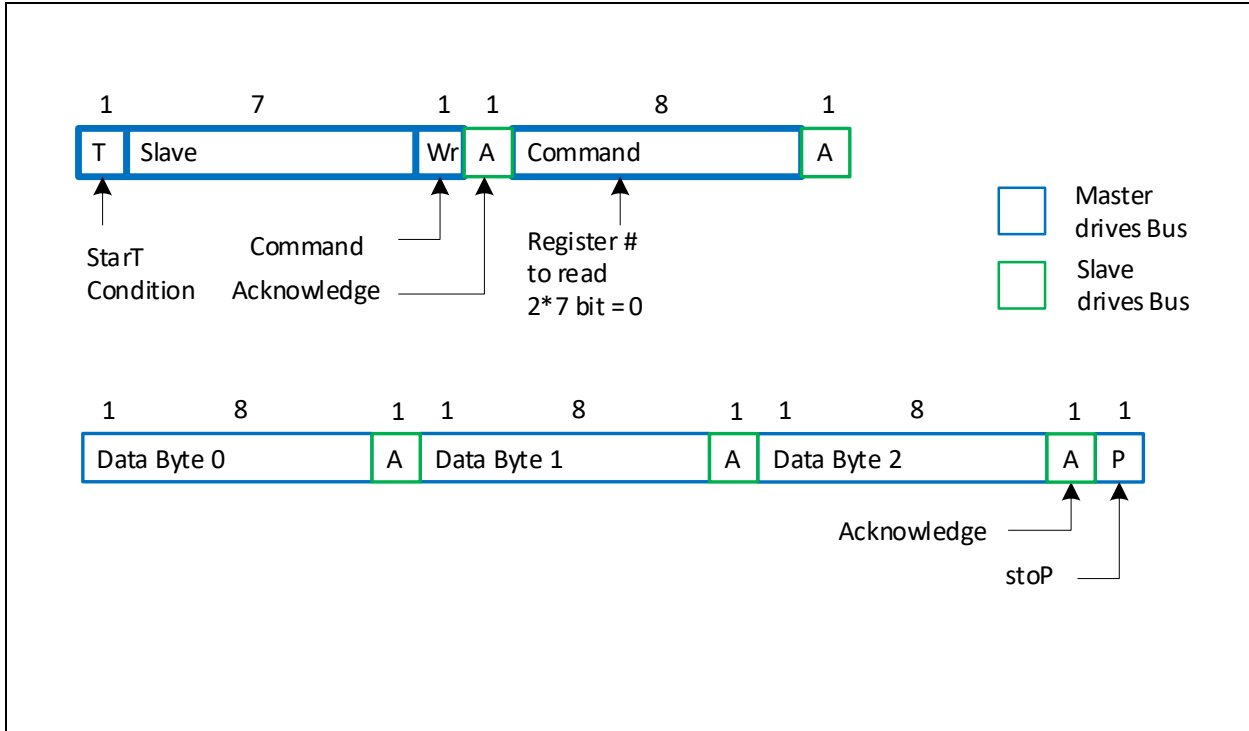 1 7 1 1 8 1
T Slave Wr A Command A
StarT
Condition
Command
Acknowledge
Register #
to read
2*7 bit = 0
Master
drives Bus
Slave
drives Bus
1 8 1 1 8 1 1 8 1 1
Data Byte 0 A Data Byte 1 A Data Byte 2 A P
Acknowledge
stoP